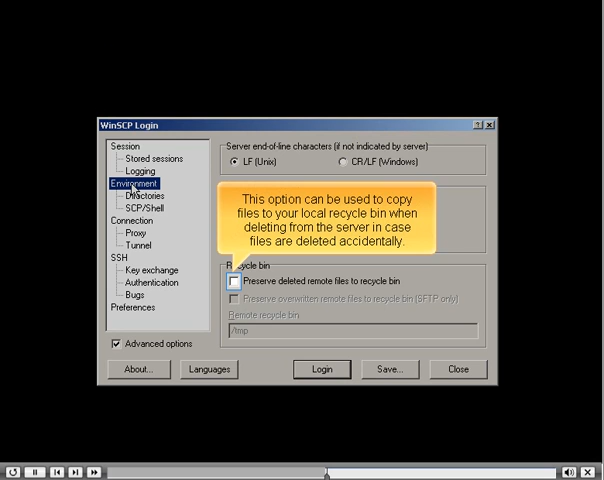 WinSCP Login
Session
Stored sessions
Logging
Environment
Directories
SCP/Shell
Connection
Proxy
Tunnel
SSH
Key exchange
Authentication
Bugs
Preferences
Advanced options
Server end-of-line characters (if not indicated by server)
LF (Unix)
CR/LF (Windows)
This option can be used to copy
files to your local recycle bin when
deleting from the server in case
files are deleted accidentally.
Recycle bin
Preserve deleted remote files to recycle bin
Preserve overwritten remote files to recycle bin (SFTP only)
Remote recycle bin
/tmp
About...
Languages
Login
Save...
Close